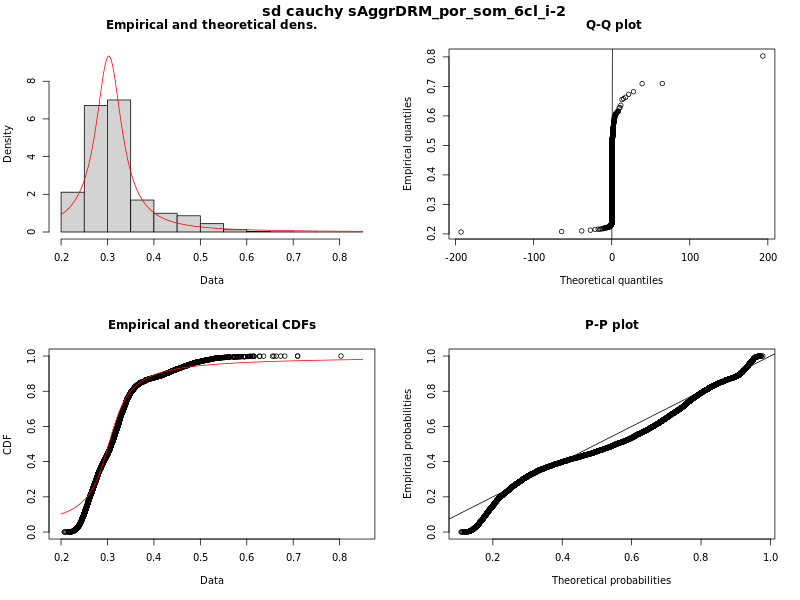 sd cauchy sAggrDRM_por_som_6cl_i-2
Empirical and theoretical dens.
Density
0 2 4 6 8
0.2 0.3 0.4 0.5 0.6 0.7 0.8
Data
Q-Q plot
Empirical quantiles
0.2 0.3 0.4 0.5 0.6 0.7 0.8
-200 -100 0 100 200
Theoretical quantiles
Empirical and theoretical CDFs
CDF
0.0 0.2 0.4 0.6 0.8 1.0
0.2 0.3 0.4 0.5 0.6 0.7 0.8
Data
P-P plot
Empirical probabilities
0.0 0.2 0.4 0.6 0.8 1.0
0.2 0.4 0.6 0.8 1.0
Theoretical probabilities